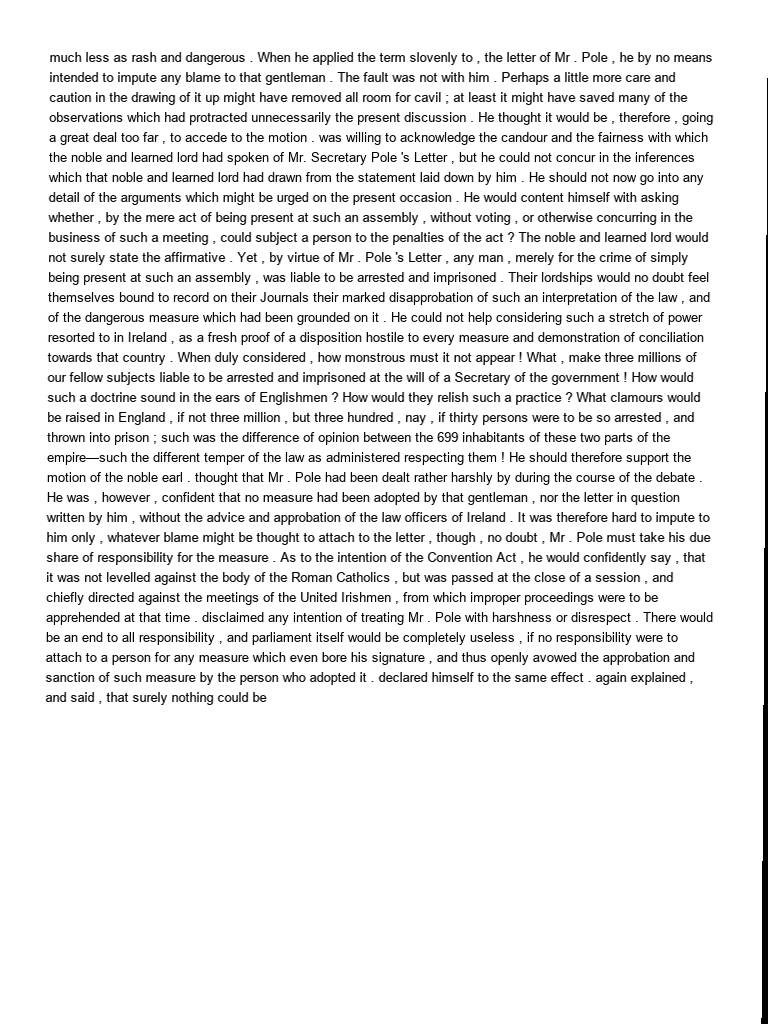 much less as rash and dangerous . When he applied the term slovenly to , the letter of Mr . Pole , he by no means
intended to impute any blame to that gentleman . The fault was not with him . Perhaps a little more care and
caution in the drawing of it up might have removed all room for cavil ; at least it might have saved many of the
observations which had protracted unnecessarily the present discussion . He thought it would be , therefore , going
a great deal too far , to accede to the motion . was willing to acknowledge the candour and the fairness with which
the noble and learned lord had spoken of Mr. Secretary Pole 's Letter , but he could not concur in the inferences
which that noble and learned lord had drawn from the statement laid down by him . He should not now go into any
detail of the arguments which might be urged on the present occasion . He would content himself with asking
whether , by the mere act of being present at such an assembly , without voting , or otherwise concurring in the
business of such a meeting , could subject a person to the penalties of the act ? The noble and learned lord would
not surely state the affirmative . Yet , by virtue of Mr . Pole 's Letter , any man , merely for the crime of simply
being present at such an assembly , was liable to be arrested and imprisoned . Their lordships would no doubt feel
themselves bound to record on their Journals their marked disapprobation of such an interpretation of the law , and
of the dangerous measure which had been grounded on it . He could not help considering such a stretch of power
resorted to in Ireland , as a fresh proof of a disposition hostile to every measure and demonstration of conciliation
towards that country . When duly considered , how monstrous must it not appear ! What , make three millions of
our fellow subjects liable to be arrested and imprisoned at the will of a Secretary of the government ! How would
such a doctrine sound in the ears of Englishmen ? How would they relish such a practice ? What clamours would
be raised in England , if not three million , but three hundred , nay , if thirty persons were to be so arrested , and
thrown into prison ; such was the difference of opinion between the 699 inhabitants of these two parts of the
empire—such the different temper of the law as administered respecting them ! He should therefore support the
motion of the noble earl . thought that Mr . Pole had been dealt rather harshly by during the course of the debate .
He was , however , confident that no measure had been adopted by that gentleman , nor the letter in question
written by him , without the advice and approbation of the law officers of Ireland . It was therefore hard to impute to
him only , whatever blame might be thought to attach to the letter , though , no doubt , Mr . Pole must take his due
share of responsibility for the measure . As to the intention of the Convention Act , he would confidently say , that
it was not levelled against the body of the Roman Catholics , but was passed at the close of a session , and
chiefly directed against the meetings of the United Irishmen , from which improper proceedings were to be
apprehended at that time . disclaimed any intention of treating Mr . Pole with harshness or disrespect . There would
be an end to all responsibility , and parliament itself would be completely useless , if no responsibility were to
attach to a person for any measure which even bore his signature , and thus openly avowed the approbation and
sanction of such measure by the person who adopted it . declared himself to the same effect . again explained ,
and said , that surely nothing could be